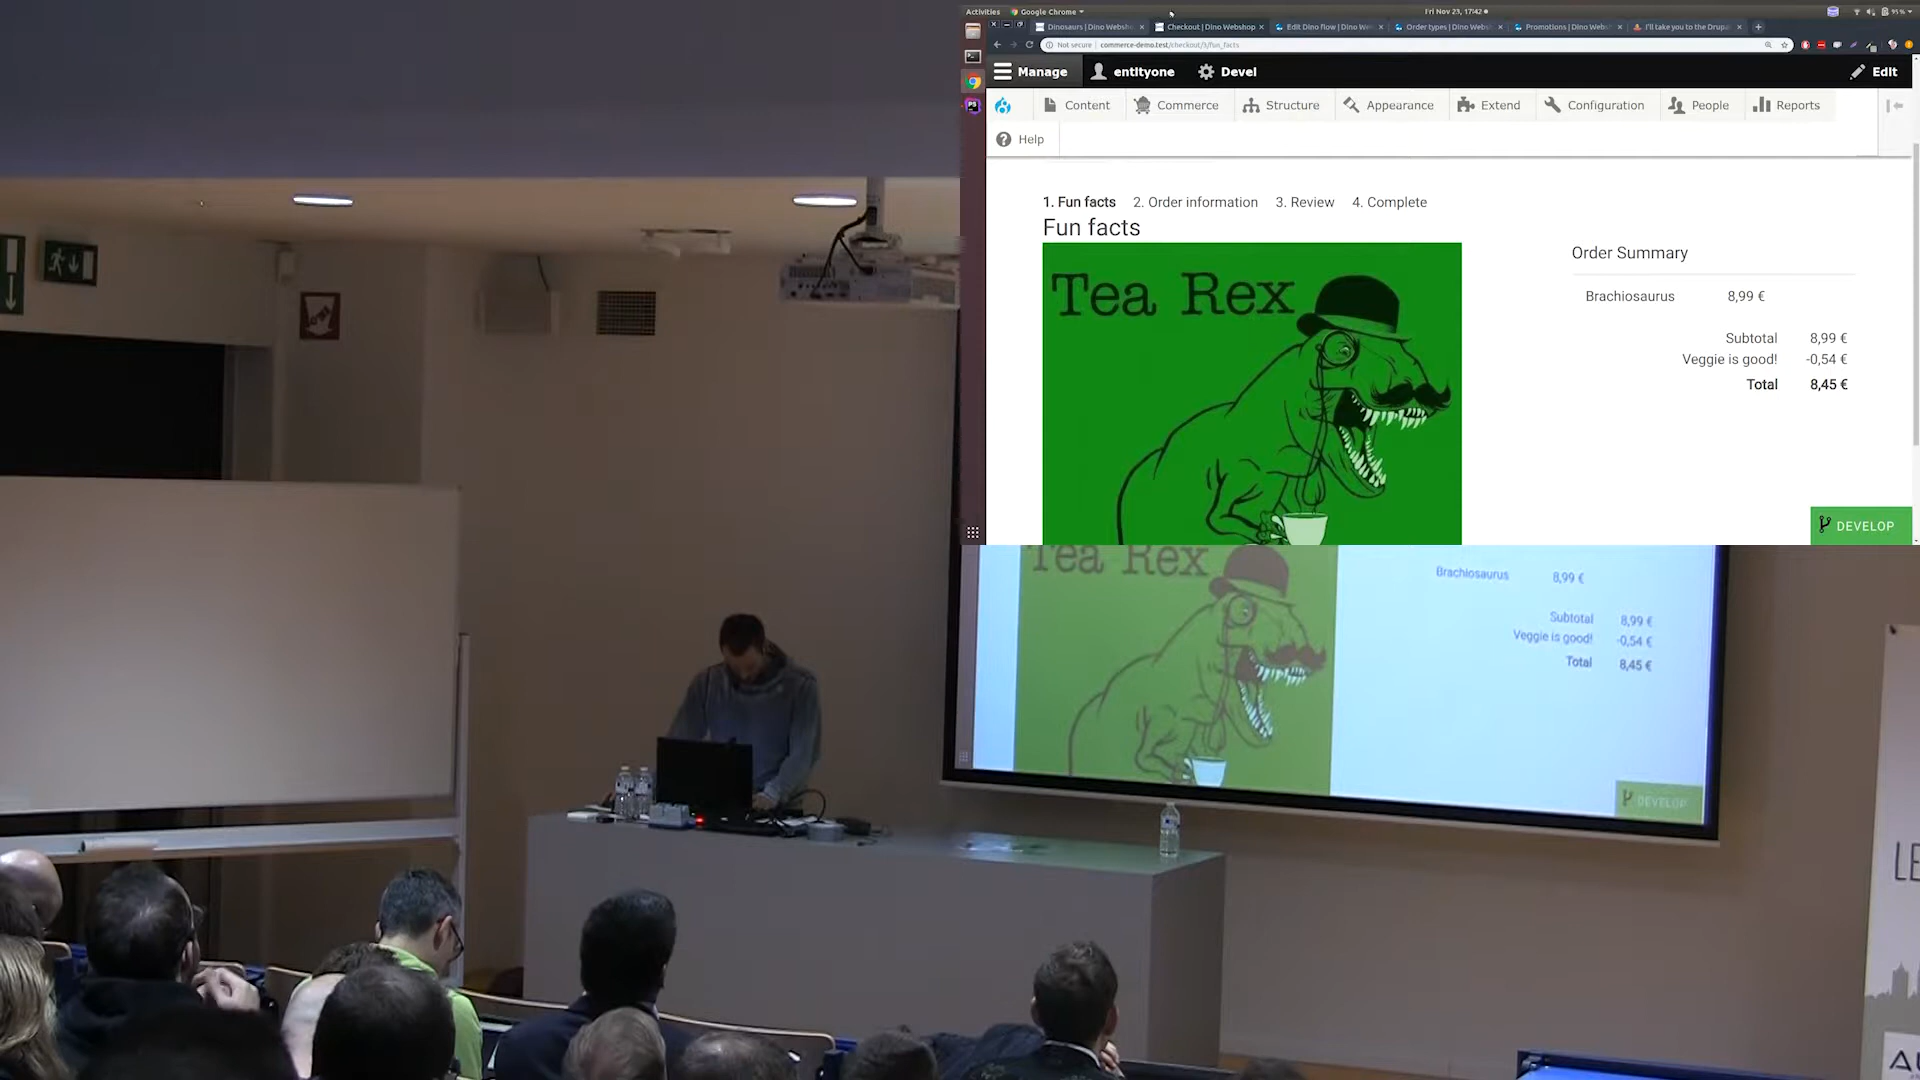 Activities Google Chrome Fri Nov 23, 17:42 95 %
Dinosaurs | Dino Websh Checkout | Dino Webshop Edit Dino flow | Dino We Order types | Dino Webs Promotions | Dino Webs I'll take you to the Drup
Not secure commerce-demo.test/checkout/3/fun_facts
Manage entityone Devel Edit
Content Commerce Structure Appearance Extend Configuration People Reports
Help
1. Fun facts 2. Order information 3. Review 4. Complete
Fun facts
Tea Rex
Order Summary
Brachiosaurus 8,99 €
Subtotal 8,99 €
Veggie is good! -0,54 €
Total 8,45 €
DEVELOP
Tea Rex
Brachiosaurus 8,99 €
Subtotal 8,99 €
Veggie is good! -0,54 €
Total 8,45 €
DEVELOP
LE